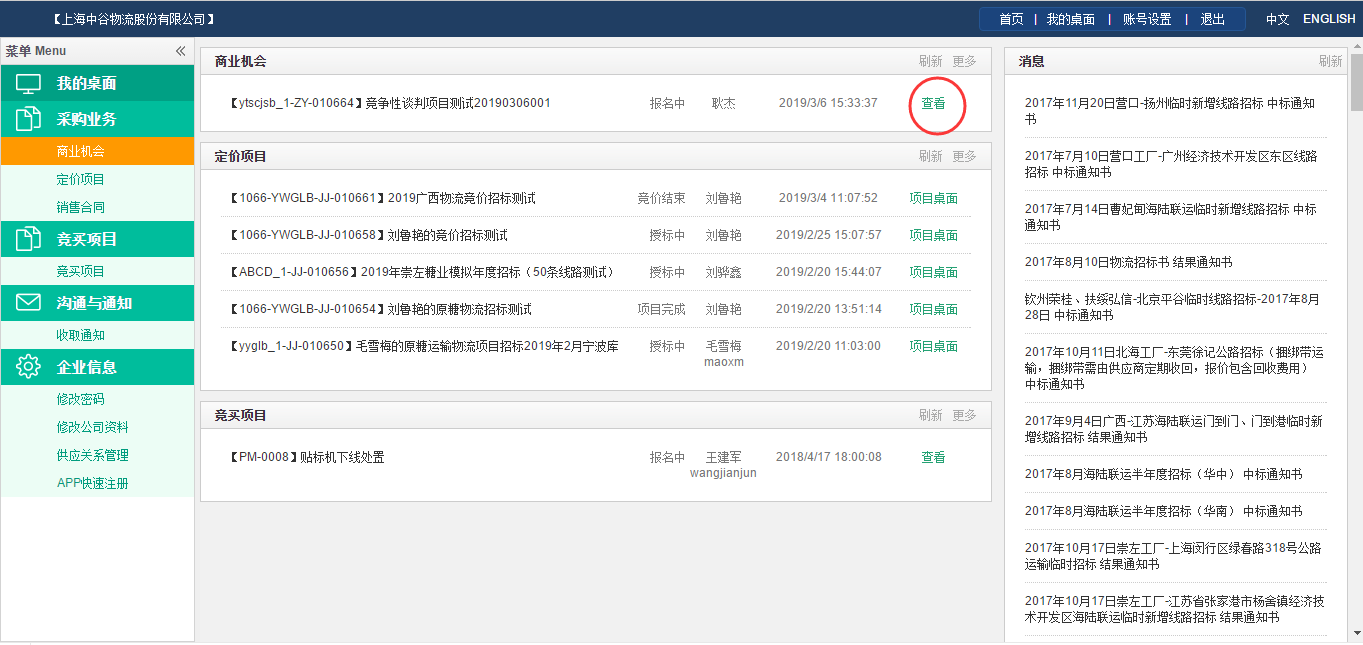 【上海中谷物流股份有限公司】
首页 | 我的桌面 | 账号设置 | 退出 中文 ENGLISH
菜单 Menu
我的桌面
采购业务
商业机会
定价项目
销售合同
竞买项目
竞买项目
沟通与通知
收取通知
企业信息
修改密码
修改公司资料
供应关系管理
APP快速注册
商业机会 刷新 更多
【ytscjsb_1-ZY-010664】竞争性谈判项目测试20190306001 报名中 耿杰 2019/3/6 15:33:37 查看
定价项目 刷新 更多
【1066-YWGLB-JJ-010661】2019广西物流竞价招标测试 竞价结束 刘鲁艳 2019/3/4 11:07:52 项目桌面
【1066-YWGLB-JJ-010658】刘鲁艳的竞价招标测试 授标中 刘鲁艳 2019/2/25 15:07:57 项目桌面
【ABCD_1-JJ-010656】2019年崇左糖业模拟年度招标（50条线路测试） 授标中 刘骅鑫 2019/2/20 15:44:07 项目桌面
【1066-YWGLB-JJ-010654】刘鲁艳的原糖物流招标测试 项目完成 刘鲁艳 2019/2/20 13:51:14 项目桌面
【yyglb_1-JJ-010650】毛雪梅的原糖运输物流项目招标2019年2月宁波库 授标中 毛雪梅 2019/2/20 11:03:00 项目桌面
maoxm
竞买项目 刷新 更多
【PM-0008】贴标机下线处置 报名中 王建军 2018/4/17 18:00:08 查看
wangjianjun
消息 刷新
2017年11月20日营口-扬州临时新增线路招标 中标通知
书
2017年7月10日营口工厂-广州经济技术开发区东区线路
招标 中标通知书
2017年7月14日曹妃甸海陆联运临时新增线路招标 中标
通知书
2017年8月10日物流招标书 结果通知书
钦州荣桂、扶绥弘信-北京平谷临时线路招标-2017年8月
28日 中标通知书
2017年10月11日北海工厂-东莞徐记公路招标（捆绑带运
输，捆绑带需由供应商定期收回，报价包含回收费用）
中标通知书
2017年9月4日广西-江苏海陆联运门到门、门到港临时新
增线路招标 结果通知书
2017年8月海陆联运半年度招标（华中） 中标通知书
2017年8月海陆联运半年度招标（华南） 中标通知书
2017年10月17日崇左工厂-上海闵行区绿春路318号公路
运输临时招标 结果通知书
2017年10月17日崇左工厂-江苏省张家港市杨舍镇经济技
术开发区海陆联运临时新增线路招标 结果通知书